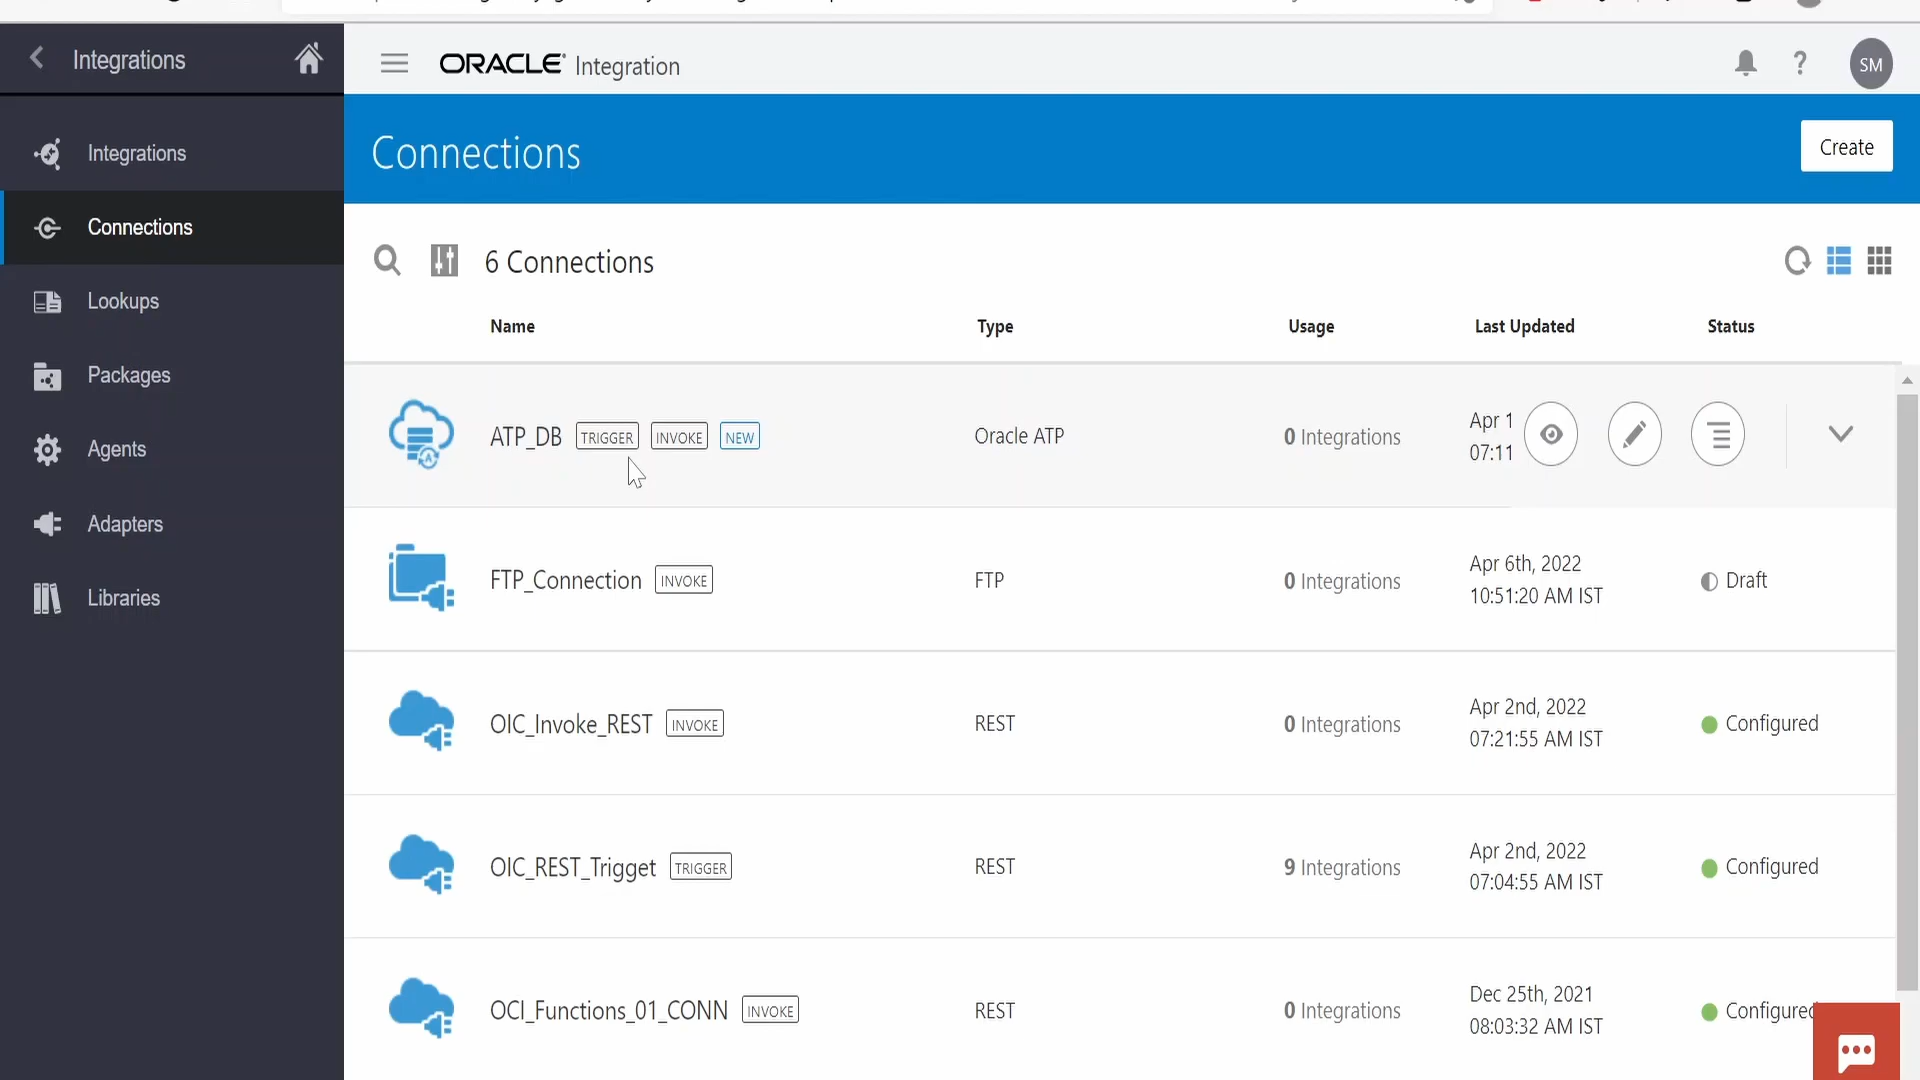 Integrations
ORACLE Integration
SM
Integrations
Connections
Create
Connections
6 Connections
Lookups
Name Type Usage Last Updated Status
Packages
ATP_DB TRIGGER INVOKE NEW Oracle ATP 0 Integrations Apr 1
07:11
Agents
Adapters
FTP_Connection INVOKE FTP 0 Integrations Apr 6th, 2022
10:51:20 AM IST Draft
Libraries
OIC_Invoke_REST INVOKE REST 0 Integrations Apr 2nd, 2022
07:21:55 AM IST Configured
OIC_REST_Trigget TRIGGER REST 9 Integrations Apr 2nd, 2022
07:04:55 AM IST Configured
OCI_Functions_01_CONN INVOKE REST 0 Integrations Dec 25th, 2021
08:03:32 AM IST Configured